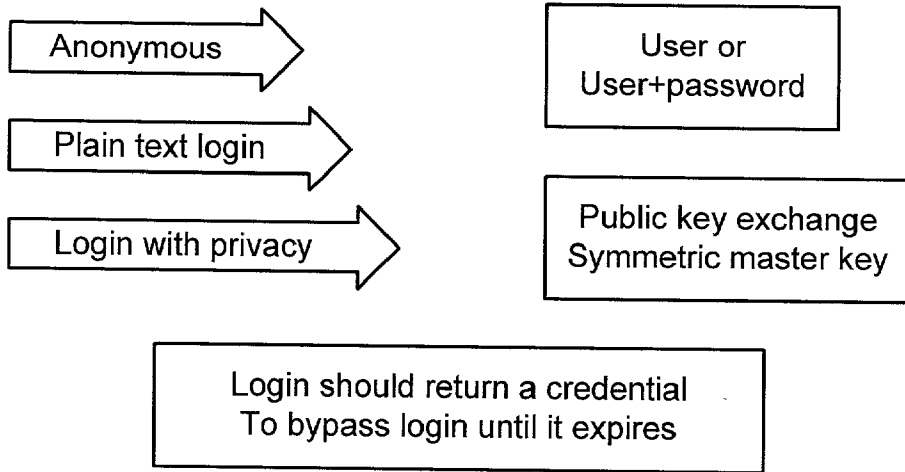 Anonymous
User or
User+password
Plain text login
Public key exchange
Symmetric master key
Login with privacy
Login should return a credential
To bypass login until it expires